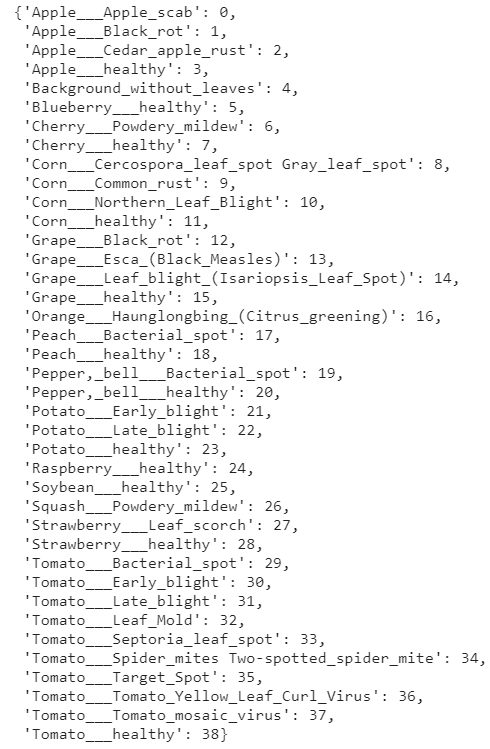 {'Apple___Apple_scab': 0,
'Apple___Black_rot': 1,
'Apple___Cedar_apple_rust': 2,
'Apple___healthy': 3,
'Background_without_leaves': 4,
'Blueberry___healthy': 5,
'Cherry___Powdery_mildew': 6,
'Cherry___healthy': 7,
'Corn___Cercospora_leaf_spot Gray_leaf_spot': 8,
'Corn___Common_rust': 9,
'Corn___Northern_Leaf_Blight': 10,
'Corn___healthy': 11,
'Grape___Black_rot': 12,
'Grape___Esca_(Black_Measles)': 13,
'Grape___Leaf_blight_(Isariopsis_Leaf_Spot)': 14,
'Grape___healthy': 15,
'Orange___Haunglongbing_(Citrus_greening)': 16,
'Peach___Bacterial_spot': 17,
'Peach___healthy': 18,
'Pepper,_bell___Bacterial_spot': 19,
'Pepper,_bell___healthy': 20,
'Potato___Early_blight': 21,
'Potato___Late_blight': 22,
'Potato___healthy': 23,
'Raspberry___healthy': 24,
'Soybean___healthy': 25,
'Squash___Powdery_mildew': 26,
'Strawberry___Leaf_scorch': 27,
'Strawberry___healthy': 28,
'Tomato___Bacterial_spot': 29,
'Tomato___Early_blight': 30,
'Tomato___Late_blight': 31,
'Tomato___Leaf_Mold': 32,
'Tomato___Septoria_leaf_spot': 33,
'Tomato___Spider_mites Two-spotted_spider_mite': 34,
'Tomato___Target_Spot': 35,
'Tomato___Tomato_Yellow_Leaf_Curl_Virus': 36,
'Tomato___Tomato_mosaic_virus': 37,
'Tomato___healthy': 38}